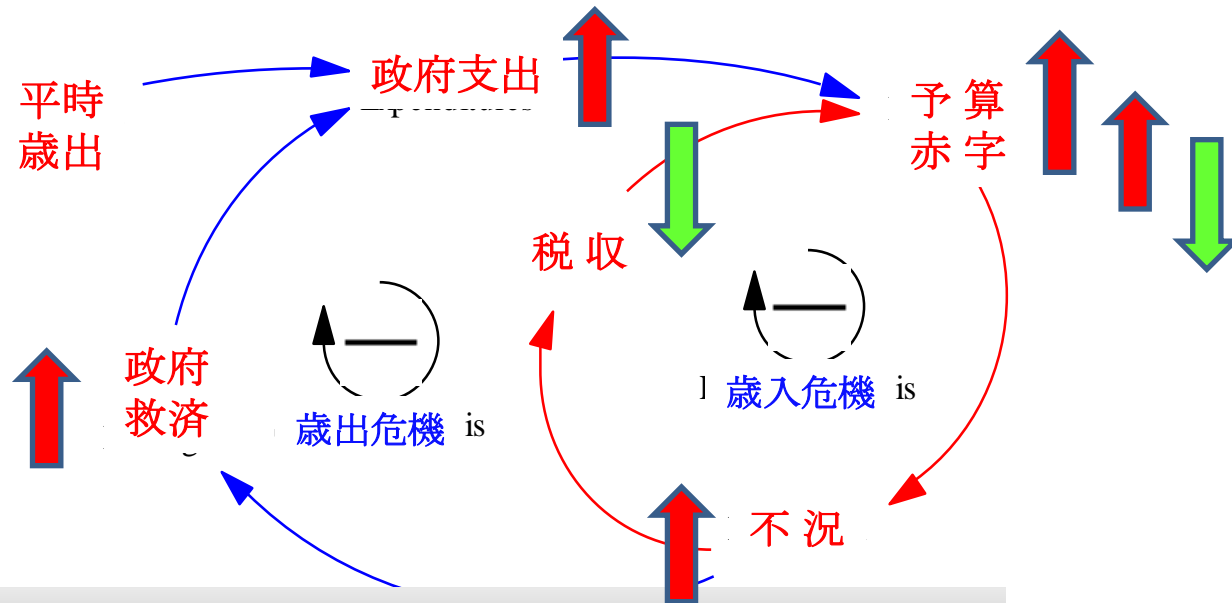 政府支出
平時
歳出
予算
赤字
税収
政府
救済
歳入危機 is
歳出危機 is
不況